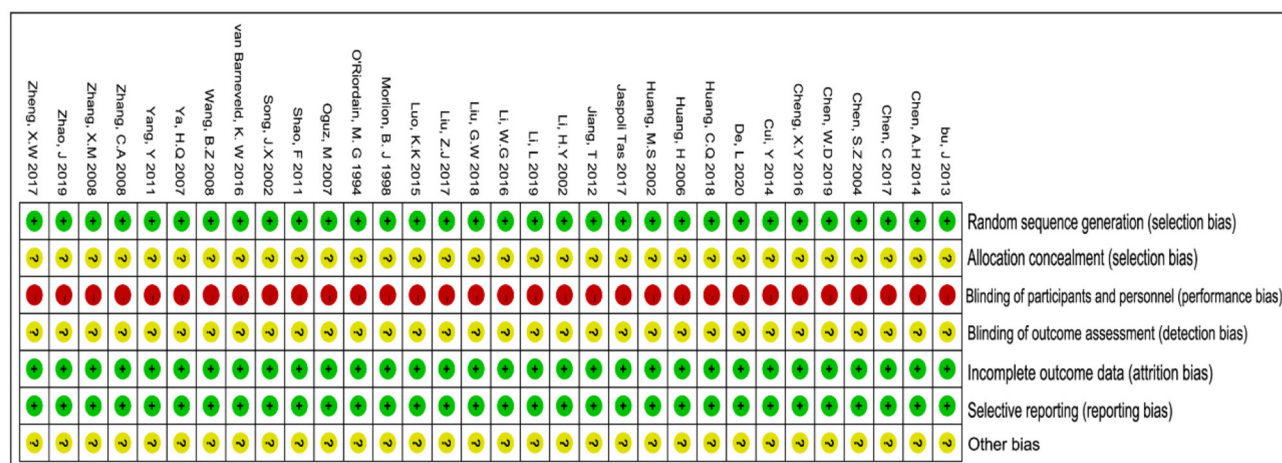 Zheng, X.W 2017
Zhao, J 2019
Zhang, X.M 2008
Zhang, C.A 2008
Yang, Y 2011
Ya, H.Q 2007
Wang, B.Z 2008
van Barneveld, K. W 2016
Song, J.X 2002
Shao, F 2011
Oguz, M 2007
O'Riordain, M. G 1994
Morlion, B. J 1998
Luo, K.K 2015
Liu, Z.J 2017
Liu, G.W 2018
Li, W.G 2016
Li, L 2019
Li, H.Y 2002
Jiang, T 2012
Jaspoli Tas 2017
Huang, M.S 2002
Huang, H 2006
Huang, C.Q 2018
De, L 2020
Cui, Y 2014
Cheng, X.Y 2016
Chen, W.D 2019
Chen, S.Z 2004
Chen, C 2017
Chen, A.H 2014
bu, J 2013
+ + + + + + + + + + + + + + + + + + + + + + + + + + + + + + + + Random sequence generation (selection bias)
? ? ? ? ? ? ? ? ? ? ? ? ? ? ? ? ? ? ? ? ? ? ? ? ? ? ? ? ? ? ? ? Allocation concealment (selection bias)
- - - - - - - - - - - - - - - - - - - - - - - - - - - - - - - - Blinding of participants and personnel (performance bias)
? ? ? ? ? ? ? ? ? ? ? ? ? ? ? ? ? ? ? ? ? ? ? ? ? ? ? ? ? ? ? ? Blinding of outcome assessment (detection bias)
+ + + + + + + + + + + + + + + + + + + + + + + + + + + + + + + + Incomplete outcome data (attrition bias)
+ + + + + + + + + + + + + + + + + + + + + + + + + + + + + + + + Selective reporting (reporting bias)
? ? ? ? ? ? ? ? ? ? ? ? ? ? ? ? ? ? ? ? ? ? ? ? ? ? ? ? ? ? ? ? Other bias